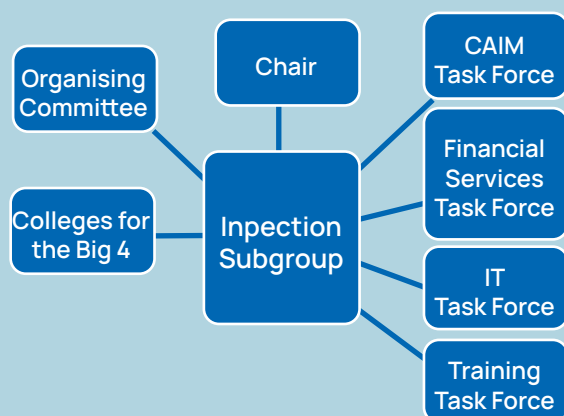 Organising
Committee
Chair
CAIM
Task Force
Financial
Services
Task Force
Colleges for
the Big 4
Inpection
Subgroup
IT
Task Force
Training
Task Force